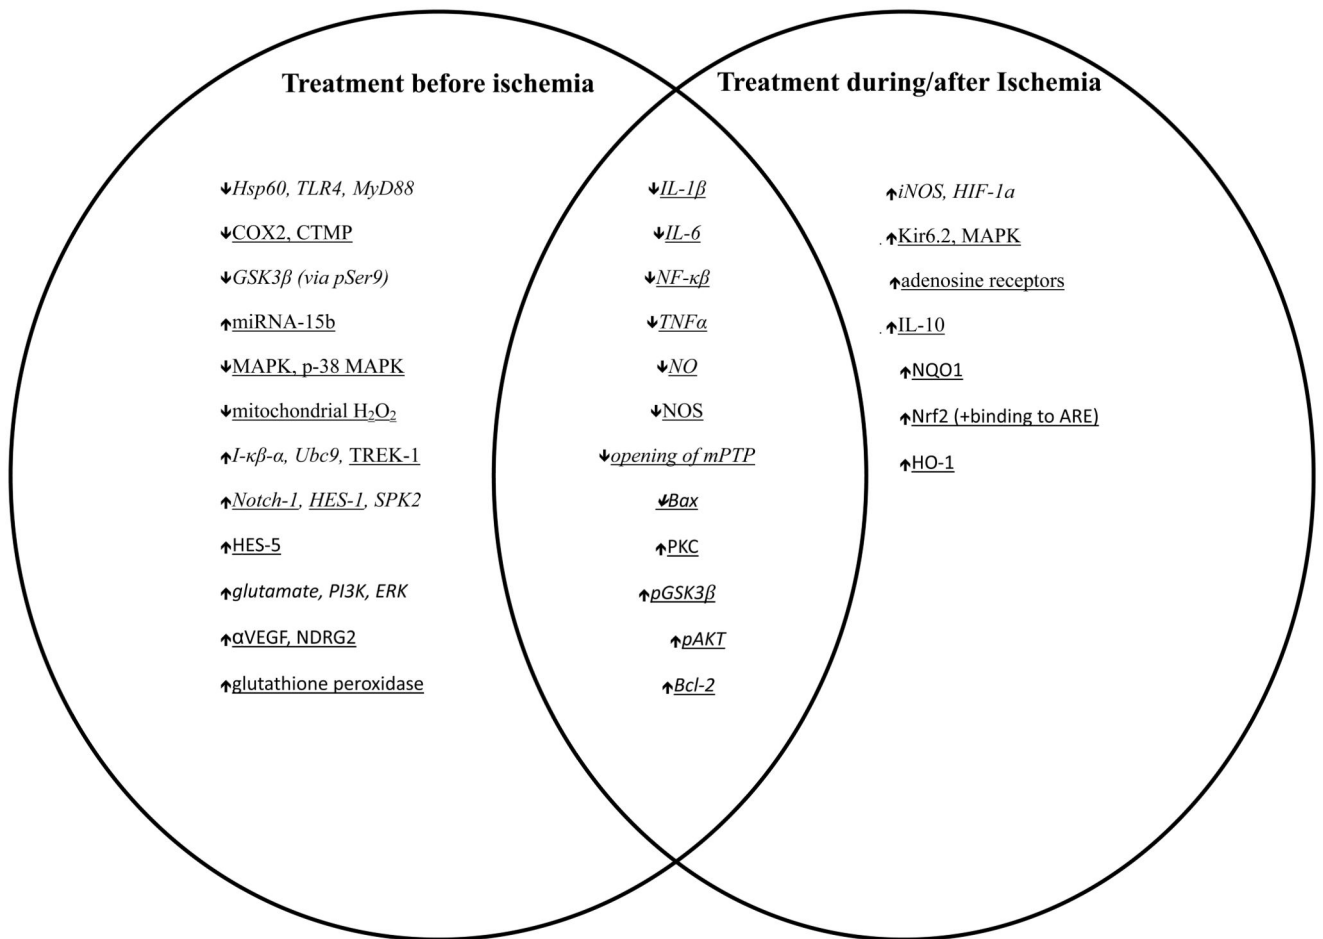 Treatment before ischemia
↓Hsp60, TLR4, MyD88
↓COX2, CTMP
↓GSK3β (via pSer9)
↑miRNA-15b
↓MAPK, p-38 MAPK
↓mitochondrial H₂O₂
↑I-κβ-α, Ubc9, TREK-1
↑Notch-1, HES-1, SPK2
↑HES-5
↑glutamate, PI3K, ERK
↑αVEGF, NDRG2
↑glutathione peroxidase
↓IL-1β
↓IL-6
↓NF-κβ
↓TNFα
↓NO
↓NOS
↓opening of mPTP
↓Bax
↑PKC
↑pGSK3β
↑pAKT
↑Bcl-2
Treatment during/after Ischemia
↑iNOS, HIF-1a
↑Kir6.2, MAPK
↑adenosine receptors
↑IL-10
↑NQO1
↑Nrf2 (+binding to ARE)
↑HO-1